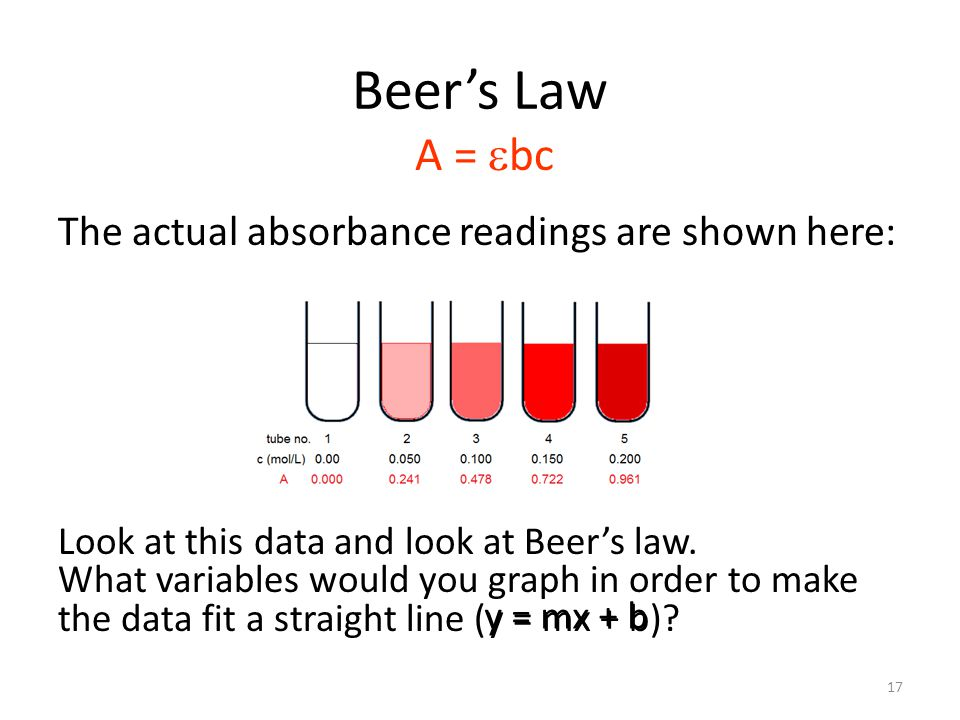 Beer’s Law
A = εbc
The actual absorbance readings are shown here:
tube no. 1 2 3 4 5
c (mol/L) 0.00 0.050 0.100 0.150 0.200
A 0.000 0.241 0.478 0.722 0.961
Look at this data and look at Beer’s law.
What variables would you graph in order to make
the data fit a straight line (y = mx + b)?
17